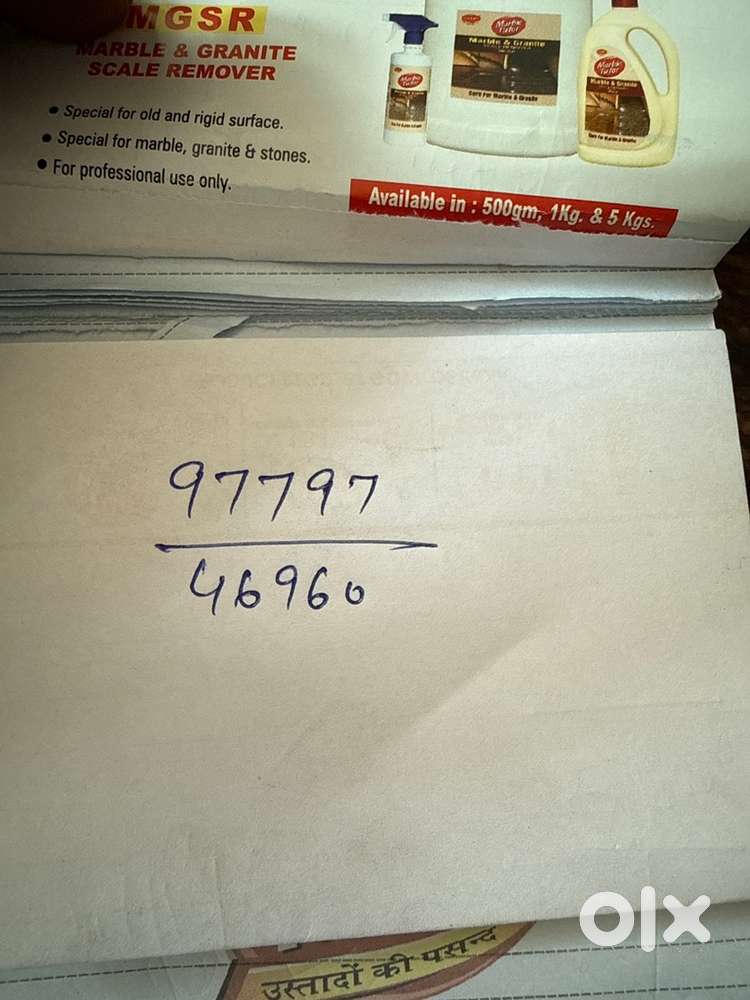 MGSR
MARBLE & GRANITE
SCALE REMOVER
• Special for old and rigid surface.
• Special for marble, granite & stones.
• For professional use only.
Marble & Granite
Care For Marble & Granite
Available in : 500gm, 1Kg. & 5 Kgs.
97797
46960
उस्तादों की पसन्द
olx